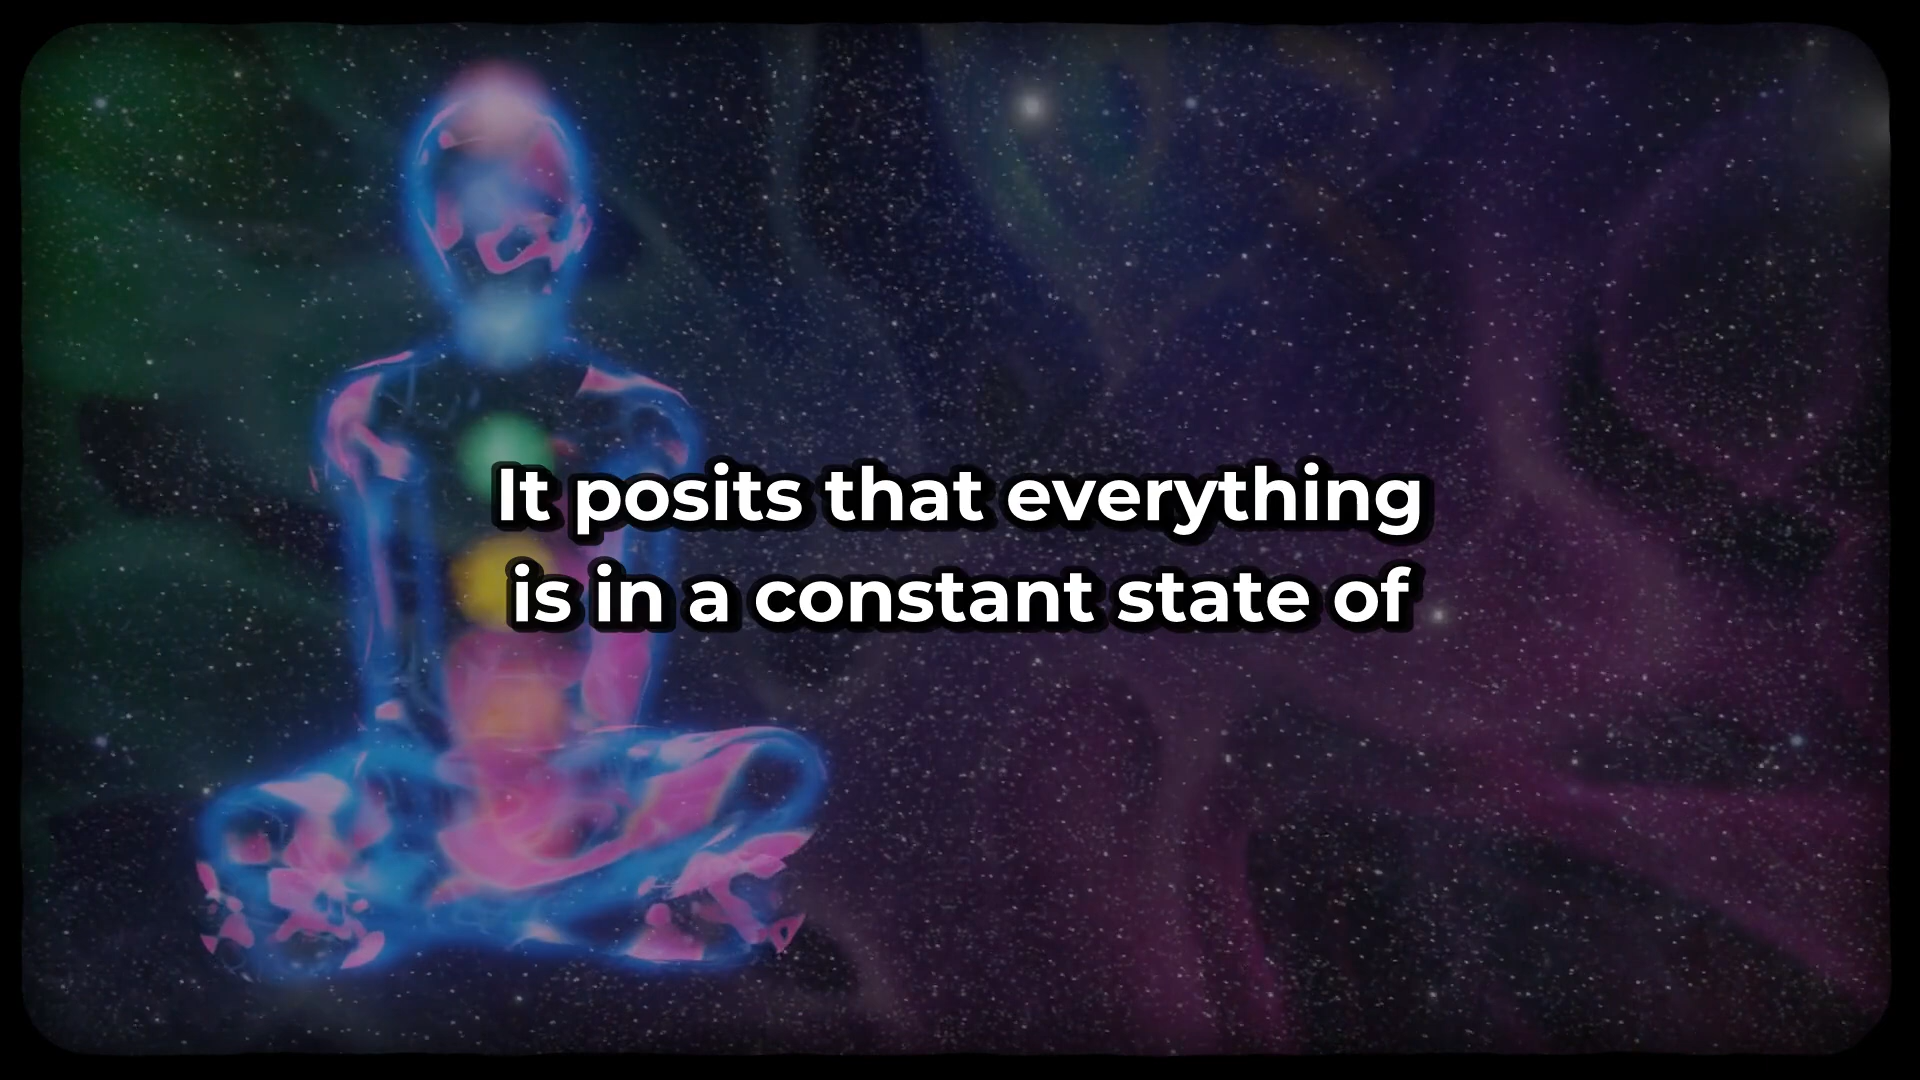 It posits that everything
is in a constant state of